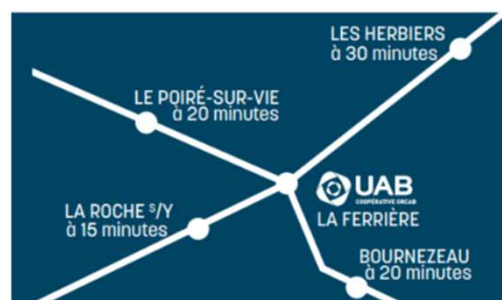 LES HERBIERS
à 30 minutes
LE POIRÉ-SUR-VIE
à 20 minutes
UAB
COOPÉRATIVE ERCAB
LA FERRIÈRE
LA ROCHE S/Y
à 15 minutes
BOURNEZEAU
à 20 minutes